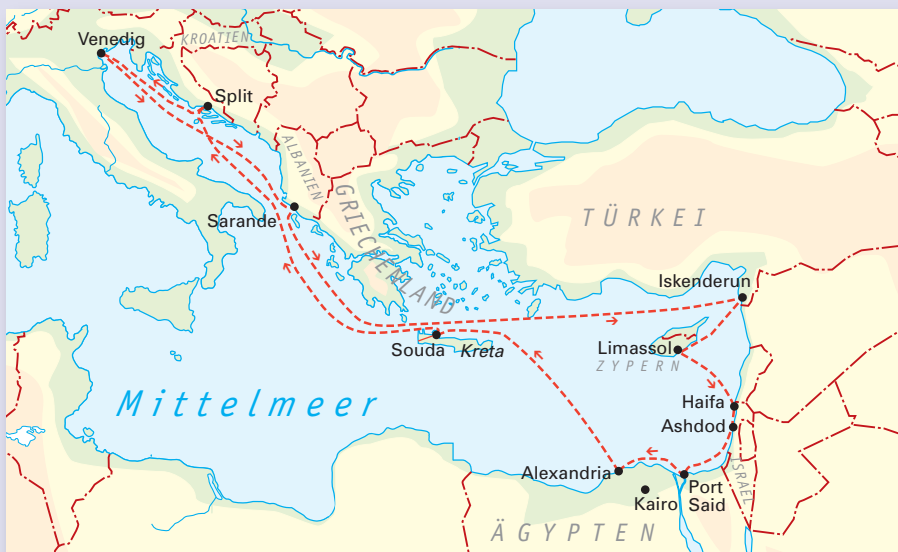 Venedig
KROATIEN
Split
ALBANIEN
GRIECHENLAND
Sarande
TÜRKEI
Iskenderun
Souda
Kreta
Limassol
ZYPERN
Mittelmeer
Haifa
Ashdod
ISRAEL
Alexandria
Kairo
Port
Said
ÄGYPTEN